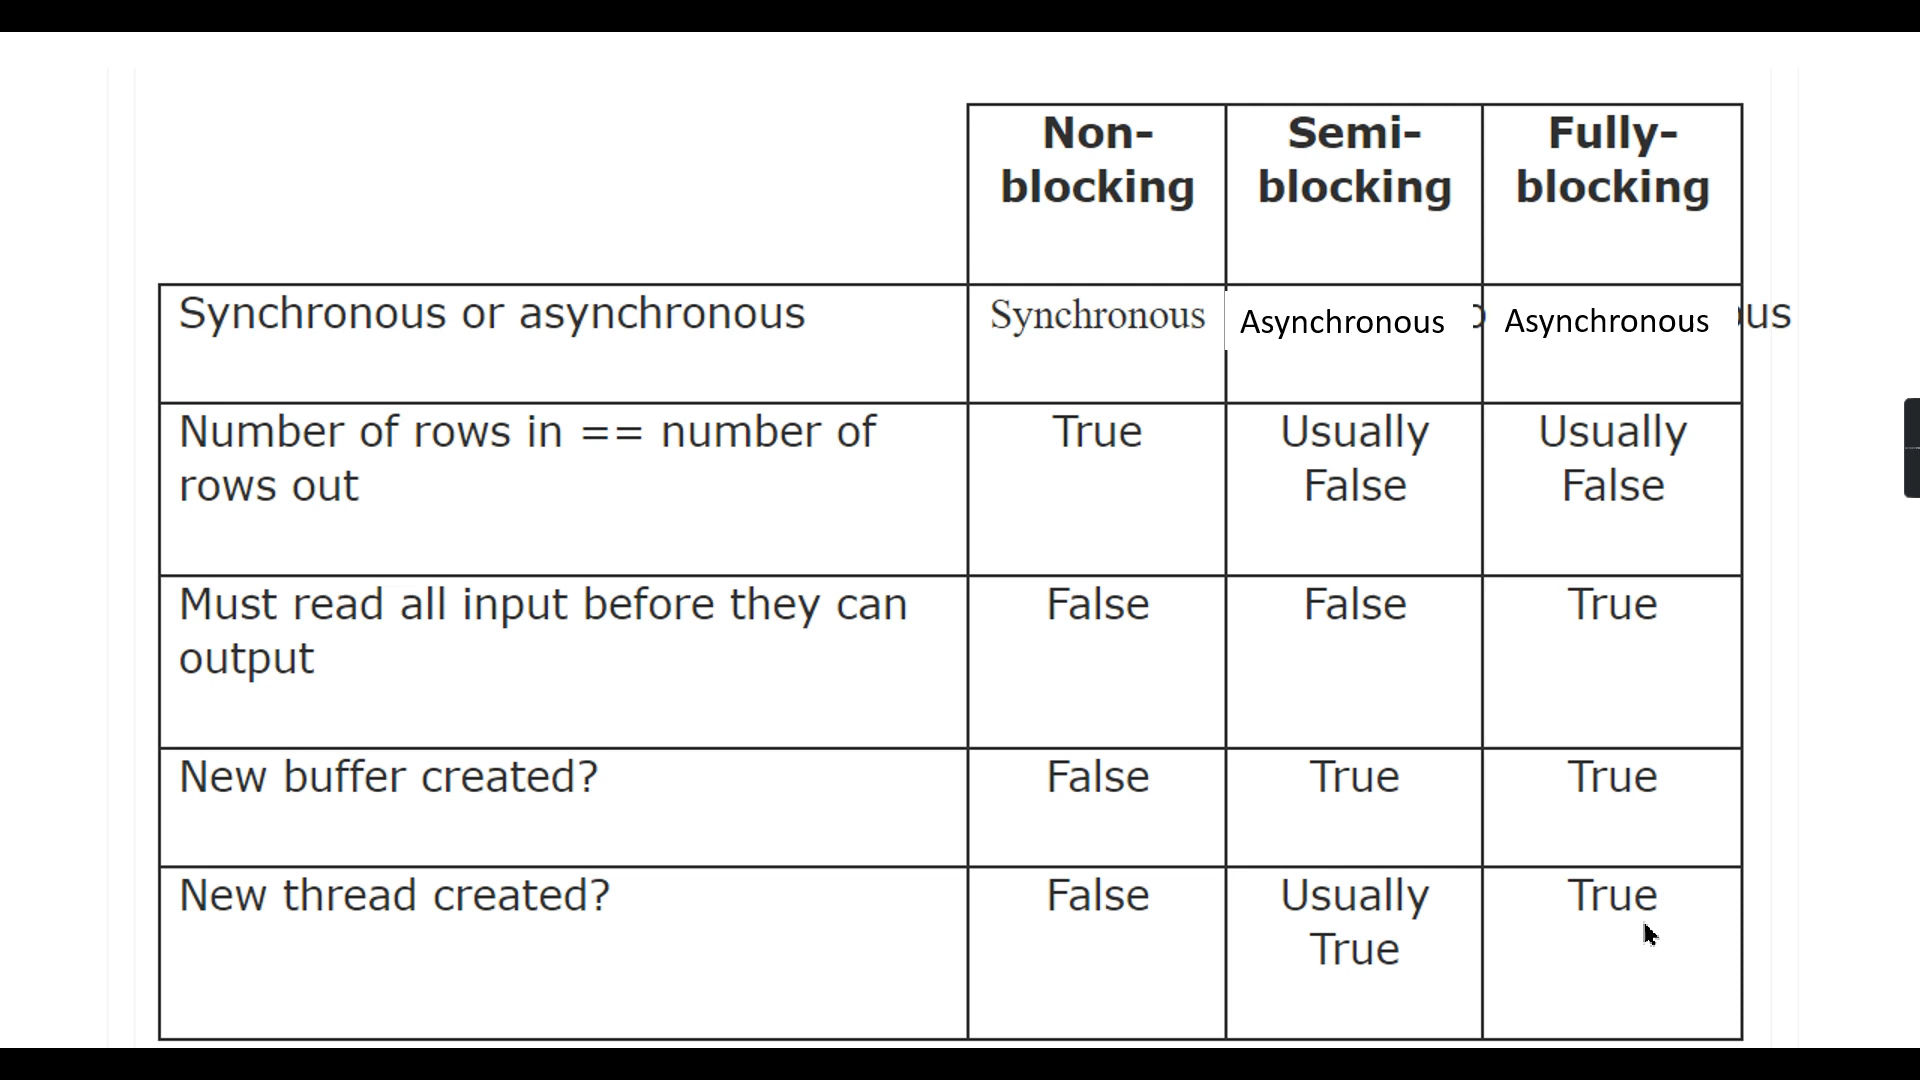 Non-
blocking
Semi-
blocking
Fully-
blocking
Synchronous or asynchronous
Synchronous
Asynchronous
Asynchronous
Number of rows in == number of
rows out
True
Usually
False
Usually
False
Must read all input before they can
output
False
False
True
New buffer created?
False
True
True
New thread created?
False
Usually
True
True